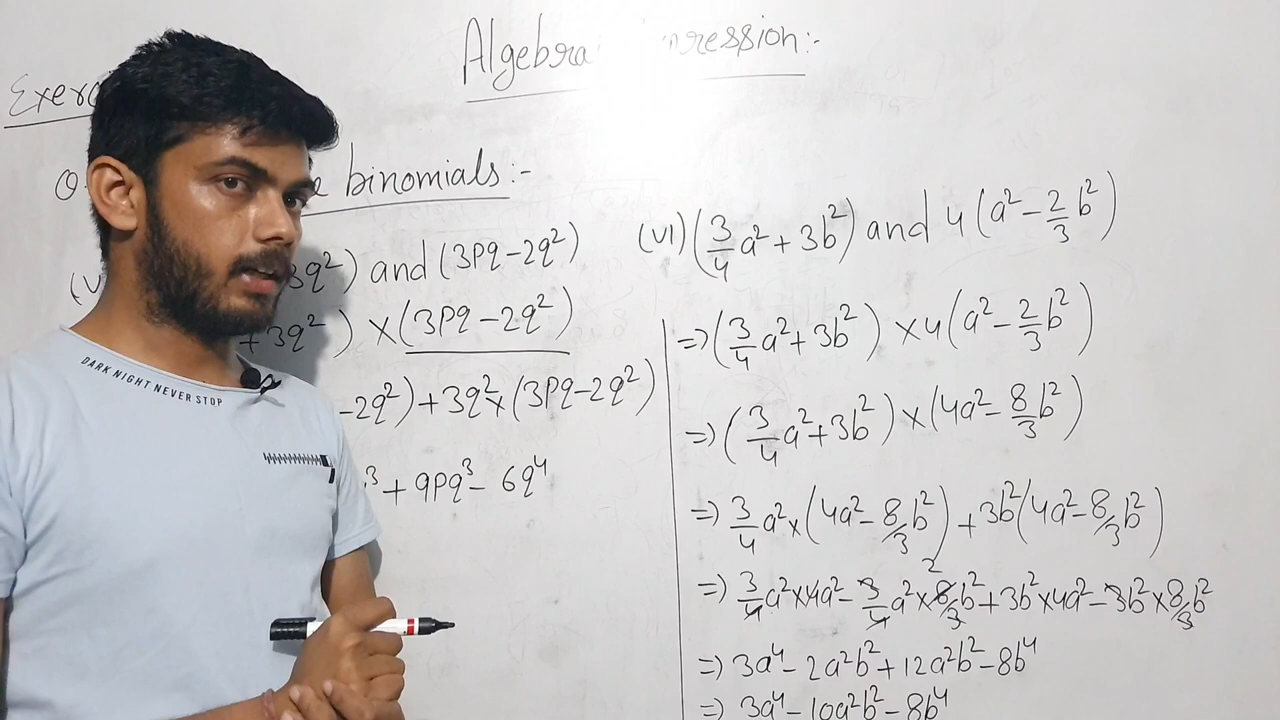 Algebra ression:-
Exer
Q e binomials:-
(V 3q²) and (3pq-2q²)
+3q²) ×(3pq-2q²)
-2q²)+3q²×(3pq-2q²)
³+9pq³-6q⁴
(VI) (3/4 a²+3b²) and 4(a²-2/3 b²)
=) (3/4 a²+3b²) ×4(a²-2/3 b²)
=) (3/4 a²+3b²)×(4a²-8/3 b²)
=) 3/4 a²×(4a²-8/3 b²)+3b²(4a²-8/3 b²)
=) 3/4 a²×4a²-3/4 a²×8/3 b²+3b²×4a²-3b²×8/3 b²
2
=) 3a⁴-2a²b²+12a²b²-8b⁴
=) 3a⁴-10a²b²-8b⁴
DARK NIGHT NEVER STOP